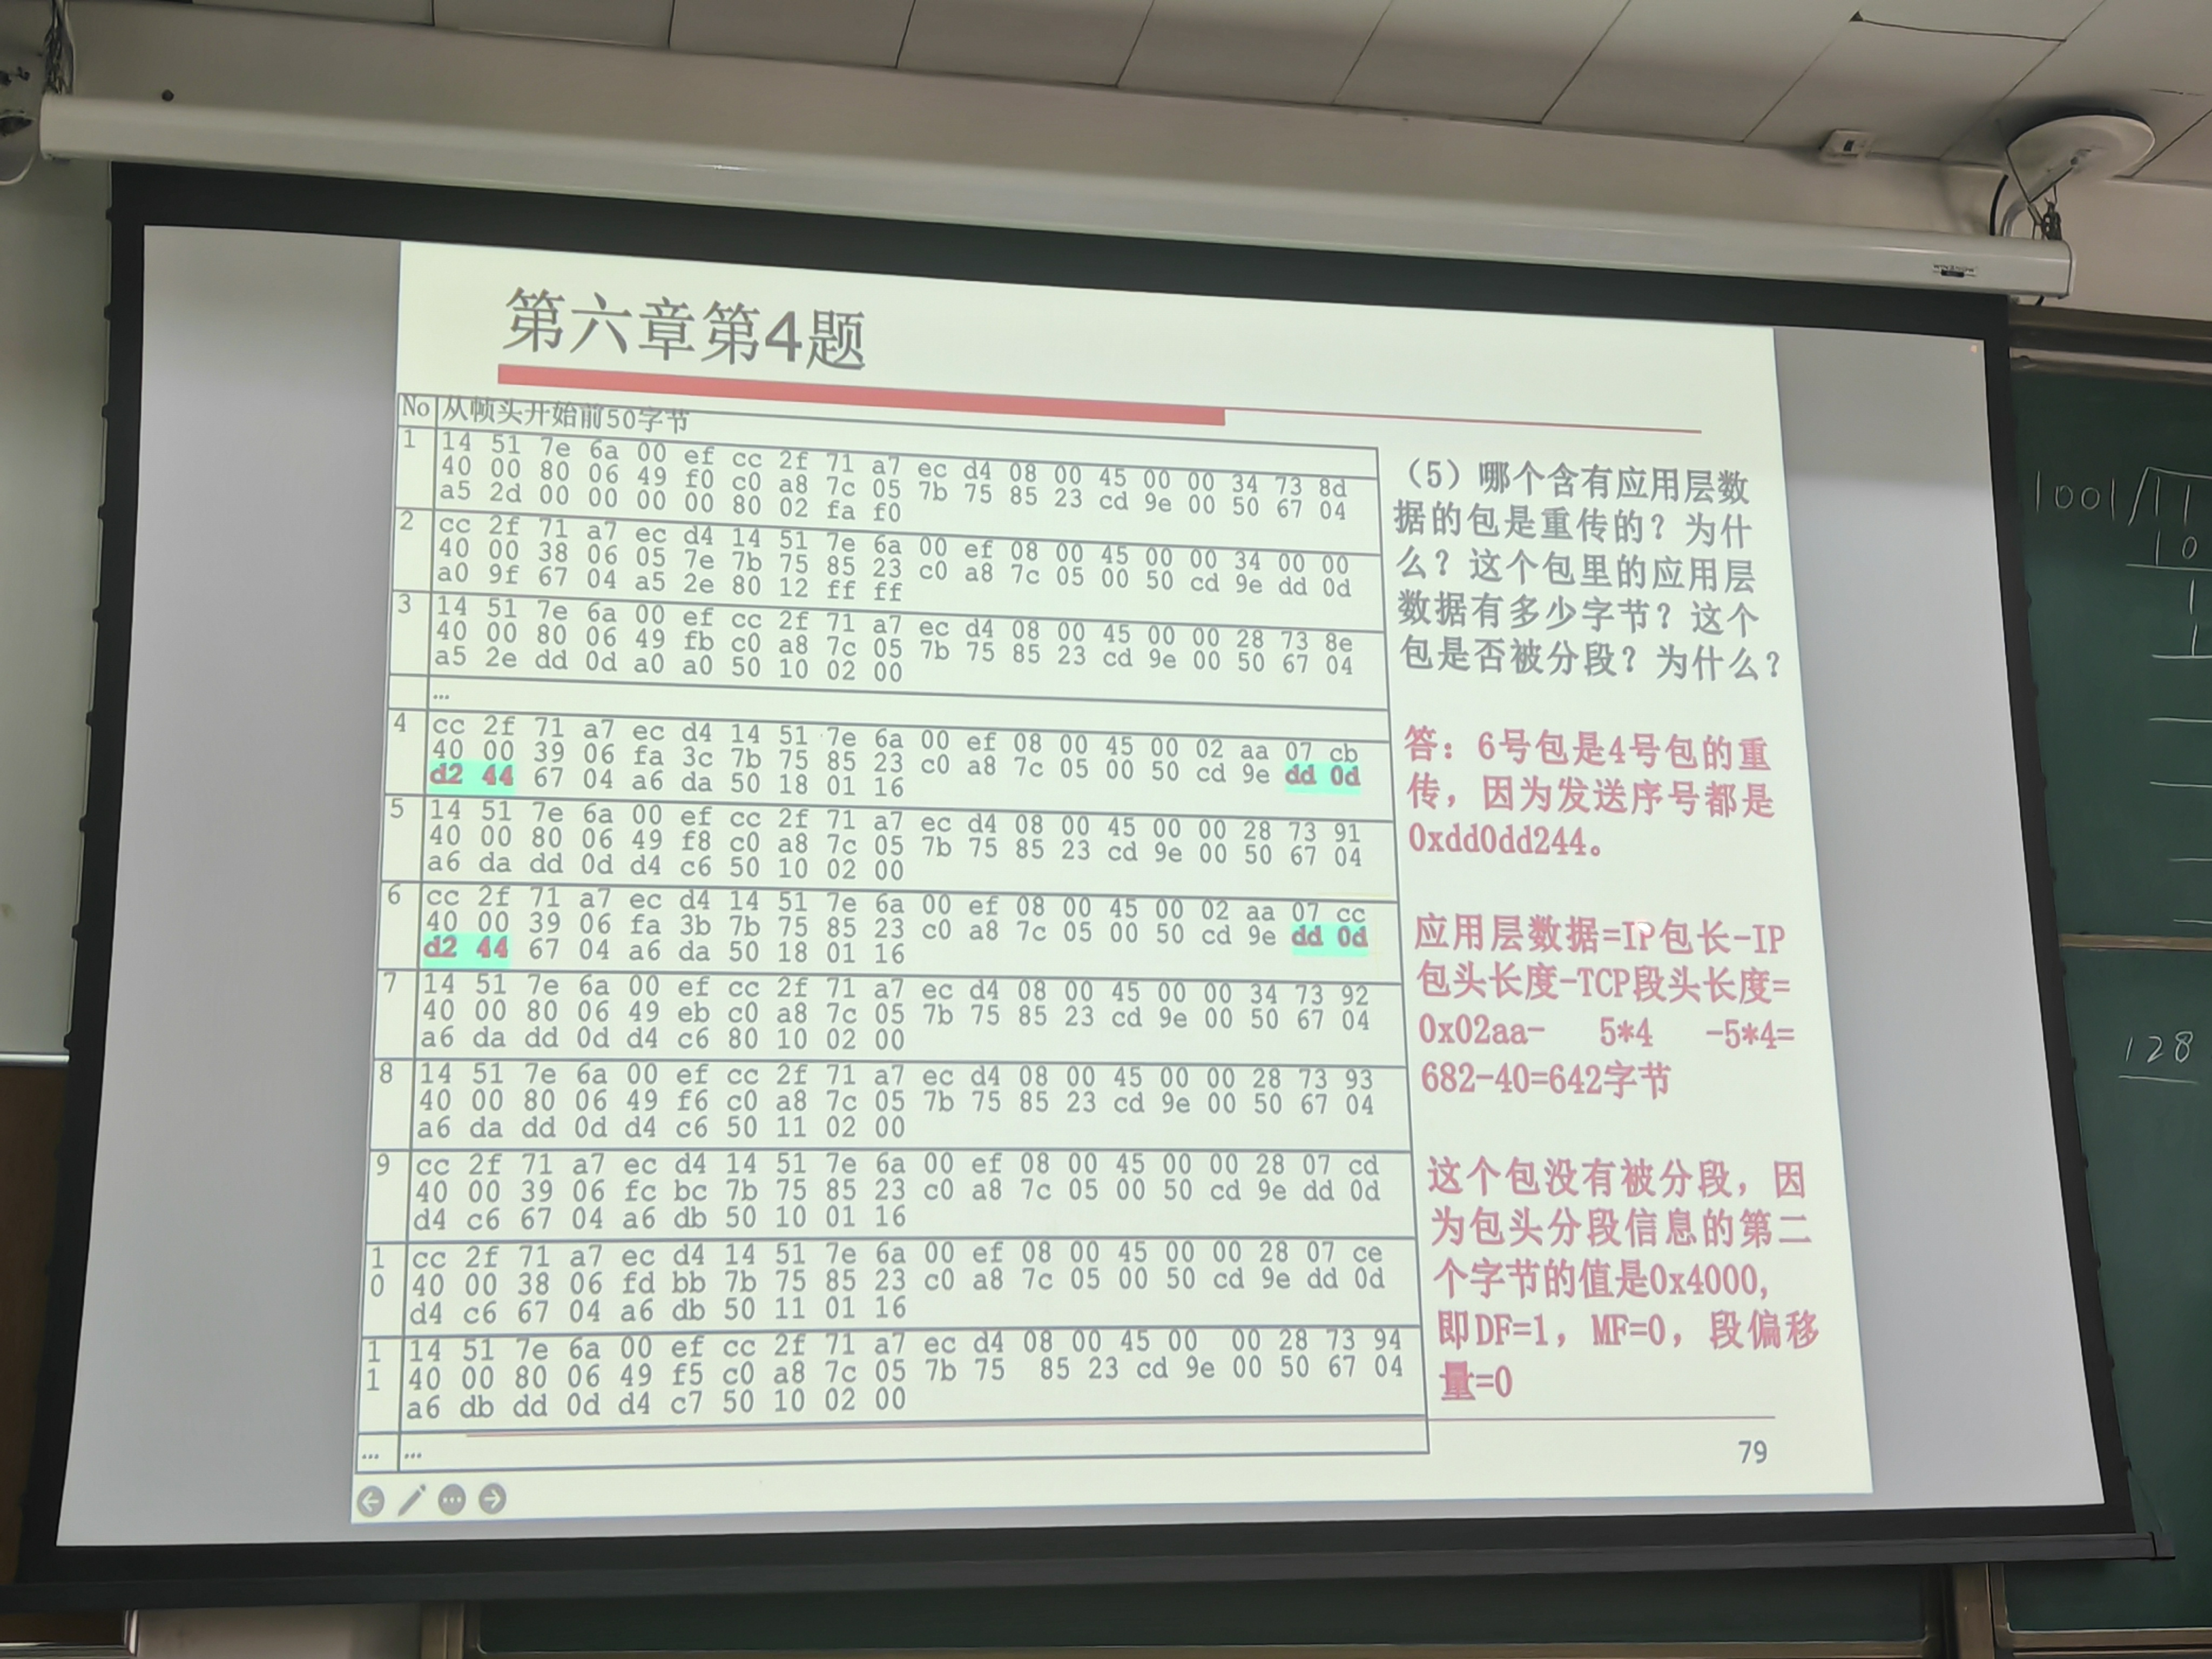 第六章第4题
No 从帧头开始前50字节
1 14 51 7e 6a 00 ef cc 2f 71 a7 ec d4 08 00 45 00 00 34 73 8d
40 00 80 06 49 f0 c0 a8 7c 05 7b 75 85 23 cd 9e 00 50 67 04
a5 2d 00 00 00 00 80 02 fa f0
2 cc 2f 71 a7 ec d4 14 51 7e 6a 00 ef 08 00 45 00 00 34 00 00
40 00 38 06 05 7e 7b 75 85 23 c0 a8 7c 05 00 50 cd 9e dd 0d
a0 9f 67 04 a5 2e 80 12 ff ff
3 14 51 7e 6a 00 ef cc 2f 71 a7 ec d4 08 00 45 00 00 28 73 8e
40 00 80 06 49 fb c0 a8 7c 05 7b 75 85 23 cd 9e 00 50 67 04
a5 2e dd 0d a0 a0 50 10 02 00
…
4 cc 2f 71 a7 ec d4 14 51 7e 6a 00 ef 08 00 45 00 02 aa 07 cb
40 00 39 06 fa 3c 7b 75 85 23 c0 a8 7c 05 00 50 cd 9e dd 0d
d2 44 67 04 a6 da 50 18 01 16
5 14 51 7e 6a 00 ef cc 2f 71 a7 ec d4 08 00 45 00 00 28 73 91
40 00 80 06 49 f8 c0 a8 7c 05 7b 75 85 23 cd 9e 00 50 67 04
a6 da dd 0d d4 c6 50 10 02 00
6 cc 2f 71 a7 ec d4 14 51 7e 6a 00 ef 08 00 45 00 02 aa 07 cc
40 00 39 06 fa 3b 7b 75 85 23 c0 a8 7c 05 00 50 cd 9e dd 0d
d2 44 67 04 a6 da 50 18 01 16
7 14 51 7e 6a 00 ef cc 2f 71 a7 ec d4 08 00 45 00 00 34 73 92
40 00 80 06 49 eb c0 a8 7c 05 7b 75 85 23 cd 9e 00 50 67 04
a6 da dd 0d d4 c6 80 10 02 00
8 14 51 7e 6a 00 ef cc 2f 71 a7 ec d4 08 00 45 00 00 28 73 93
40 00 80 06 49 f6 c0 a8 7c 05 7b 75 85 23 cd 9e 00 50 67 04
a6 da dd 0d d4 c6 50 11 02 00
9 cc 2f 71 a7 ec d4 14 51 7e 6a 00 ef 08 00 45 00 00 28 07 cd
40 00 39 06 fc bc 7b 75 85 23 c0 a8 7c 05 00 50 cd 9e dd 0d
d4 c6 67 04 a6 db 50 10 01 16
10 cc 2f 71 a7 ec d4 14 51 7e 6a 00 ef 08 00 45 00 00 28 07 ce
40 00 38 06 fd bb 7b 75 85 23 c0 a8 7c 05 00 50 cd 9e dd 0d
d4 c6 67 04 a6 db 50 11 01 16
11 14 51 7e 6a 00 ef cc 2f 71 a7 ec d4 08 00 45 00 00 28 73 94
40 00 80 06 49 f5 c0 a8 7c 05 7b 75 85 23 cd 9e 00 50 67 04
a6 db dd 0d d4 c7 50 10 02 00
… …
（5）哪个含有应用层数
据的包是重传的？为什
么？这个包里的应用层
数据有多少字节？这个
包是否被分段？为什么？
答：6号包是4号包的重
传，因为发送序号都是
0xdd0dd244。
应用层数据=IP包长-IP
包头长度-TCP段头长度=
0x02aa- 5*4 -5*4=
682-40=642字节
这个包没有被分段，因
为包头分段信息的第二
个字节的值是0x4000,
即DF=1，MF=0，段偏移
量=0
79
1001 11
10
1
1
128